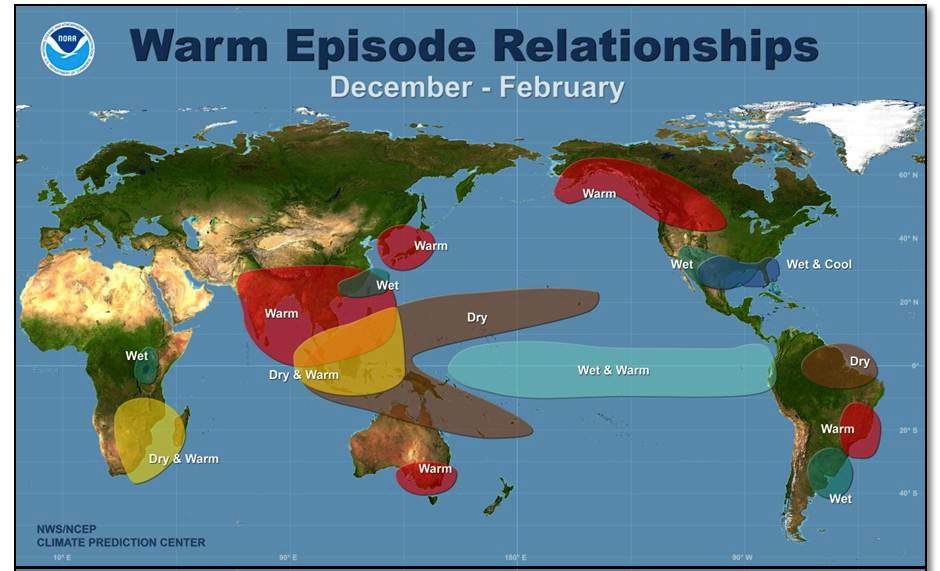 NOAA
Warm Episode Relationships
December - February
60° N
Warm
40° N
Warm
Wet
Wet & Cool
Wet
20° N
Warm
Dry
Wet
Dry
0°
Wet & Warm
Dry & Warm
Warm
20° S
Dry & Warm
Warm
40° S
Wet
NWS/NCEP
CLIMATE PREDICTION CENTER
10° E
90° E
180° E
90° W